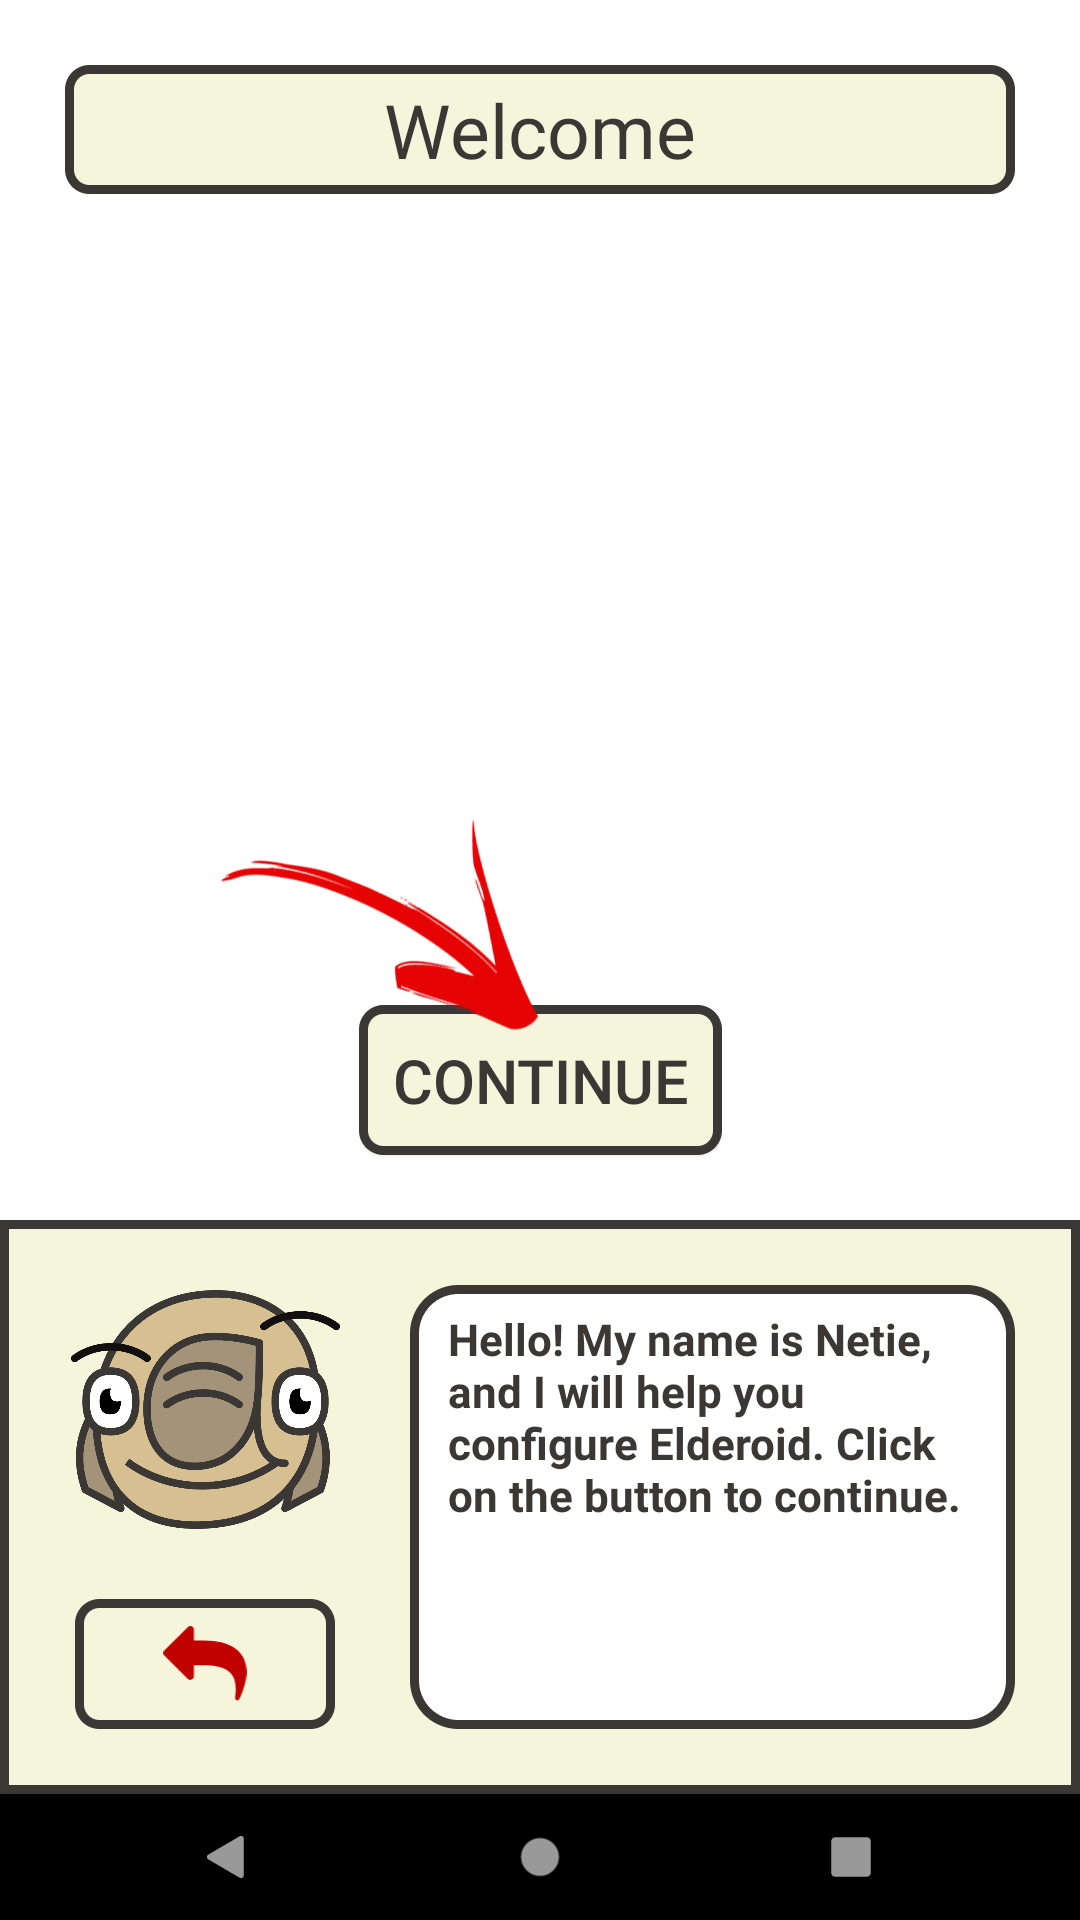 Welcome
CONTINUE
Hello! My name is Netie,
and I will help you
configure Elderoid. Click
on the button to continue.